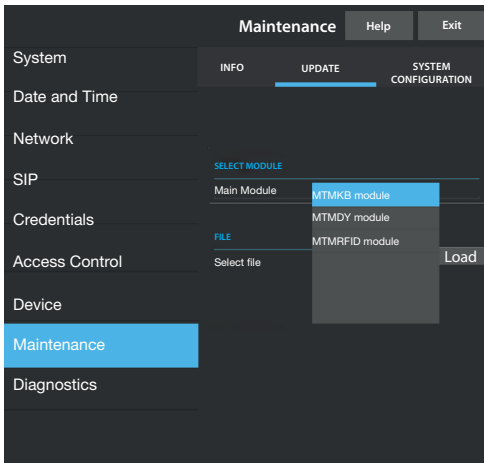 Maintenance
Help
Exit
System
Date and Time
Network
SIP
Credentials
Access Control
Device
Maintenance
Diagnostics
INFO
UPDATE
SYSTEM
CONFIGURATION
SELECT MODULE
Main Module
MTMKB module
MTMDY module
MTMRFID module
FILE
Select file
Load